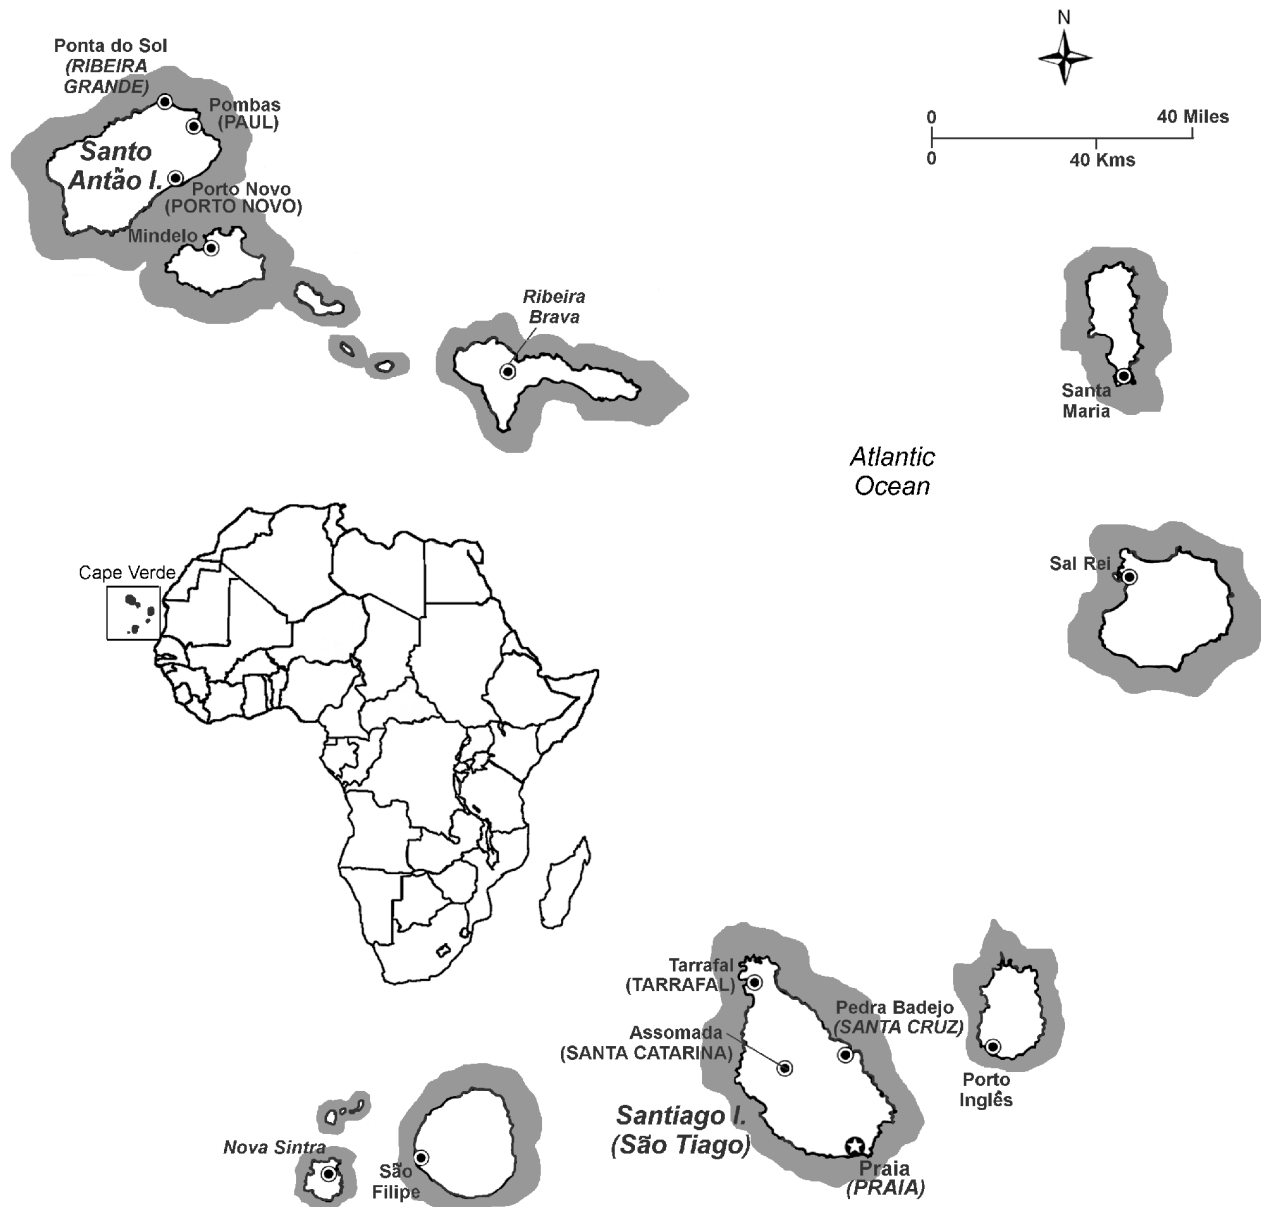 N
0
40 Miles
0
40 Kms
Ponta do Sol
(RIBEIRA
GRANDE)
Pombas
(PAUL)
Santo
Antão I.
Porto Novo
(PORTO NOVO)
Mindelo
Ribeira
Brava
Santa
Maria
Atlantic
Ocean
Sal Rei
Cape Verde
Tarrafal
(TARRAFAL)
Pedra Badejo
(SANTA CRUZ)
Assomada
(SANTA CATARINA)
Porto
Inglês
Santiago I.
(São Tiago)
Nova Sintra
São
Filipe
Praia
(PRAIA)